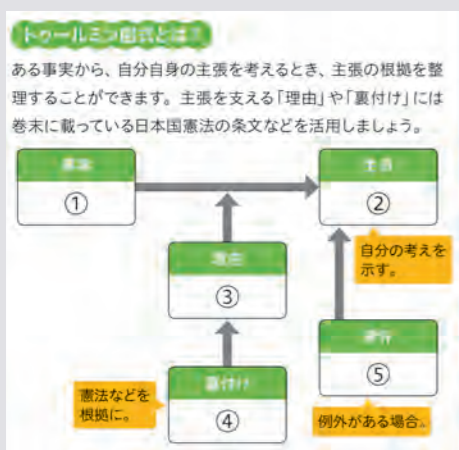 トゥールミン図式とは？
ある事実から、自分自身の主張を考えるとき、主張の根拠を整
理することができます。主張を支える「理由」や「裏付け」には
巻末に載っている日本国憲法の条文などを活用しましょう。
事実
①
主張
②
自分の考えを
示す。
理由
③
裏付け
④
憲法などを
根拠に。
⑤
例外がある場合。